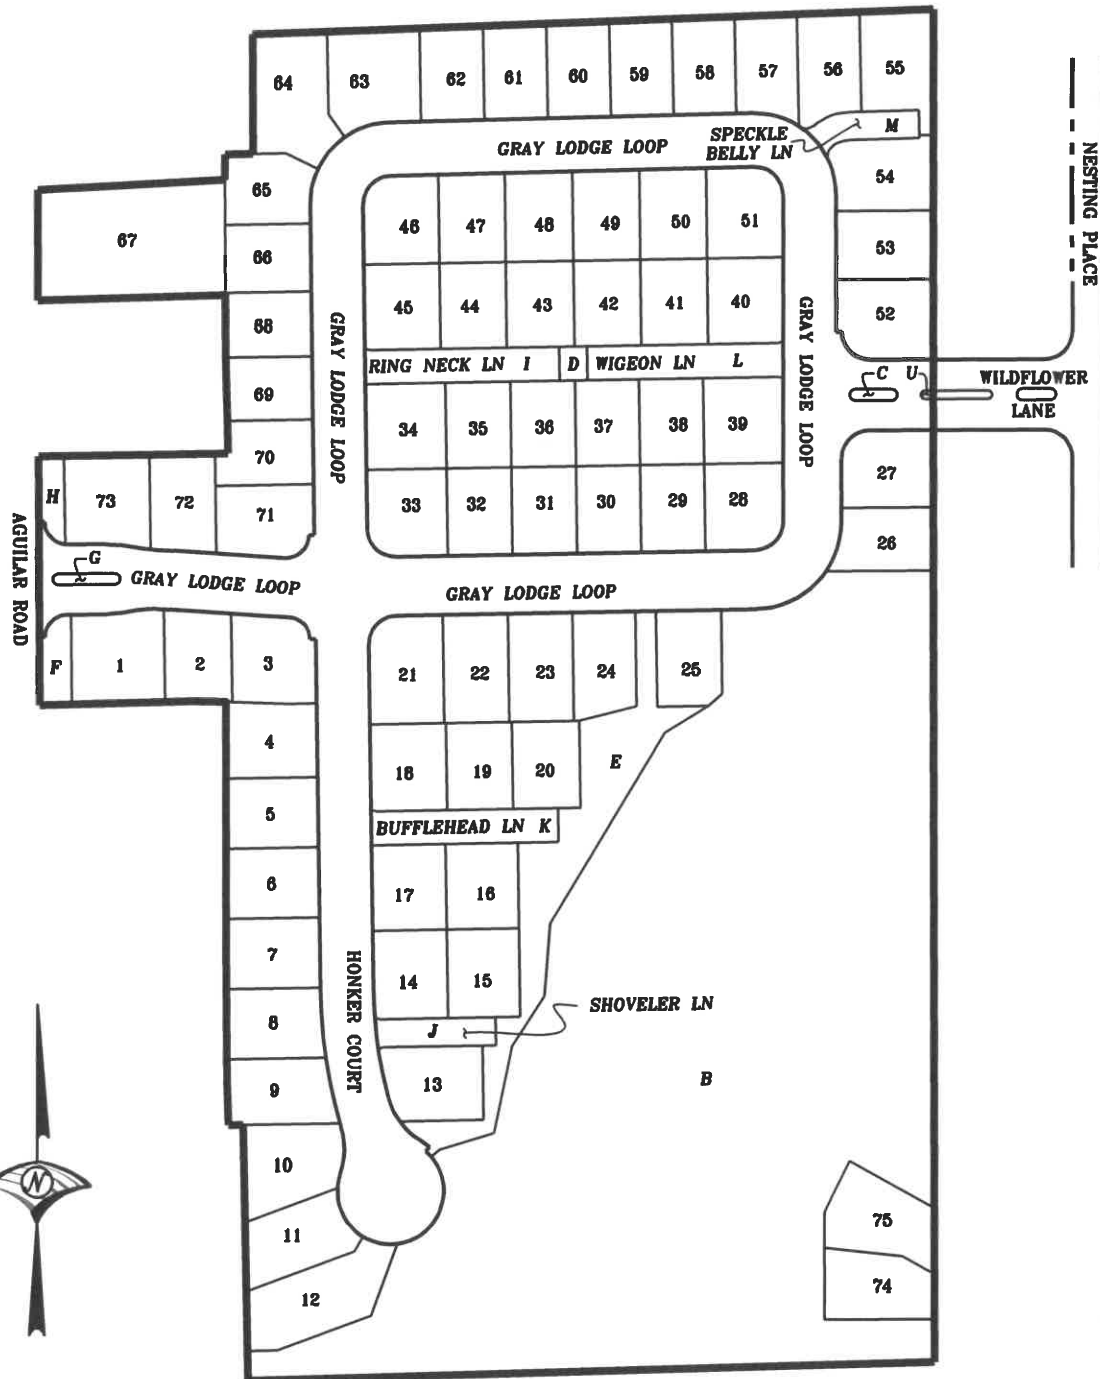 64 63 62 61 60 59 58 57 56 55
SPECKLE
BELLY LN
M
GRAY LODGE LOOP
NESTING PLACE
65
54
67
46 47 48 49 50 51
66
53
68
45 44 43 42 41 40
52
GRAY LODGE LOOP
GRAY LODGE LOOP
RING NECK LN I D WIGEON LN L
C U WILDFLOWER
LANE
69
34 35 36 37 38 39
70
27
H 73 72 71
33 32 31 30 29 28
26
AGUILAR ROAD
G
GRAY LODGE LOOP
GRAY LODGE LOOP
F 1 2 3
21 22 23 24 25
4
18 19 20 E
5
BUFFLEHEAD LN K
6
17 16
7
14 15
HONKER COURT
8
J SHOVELER LN
9
13
B
10
N
11
75
12
74